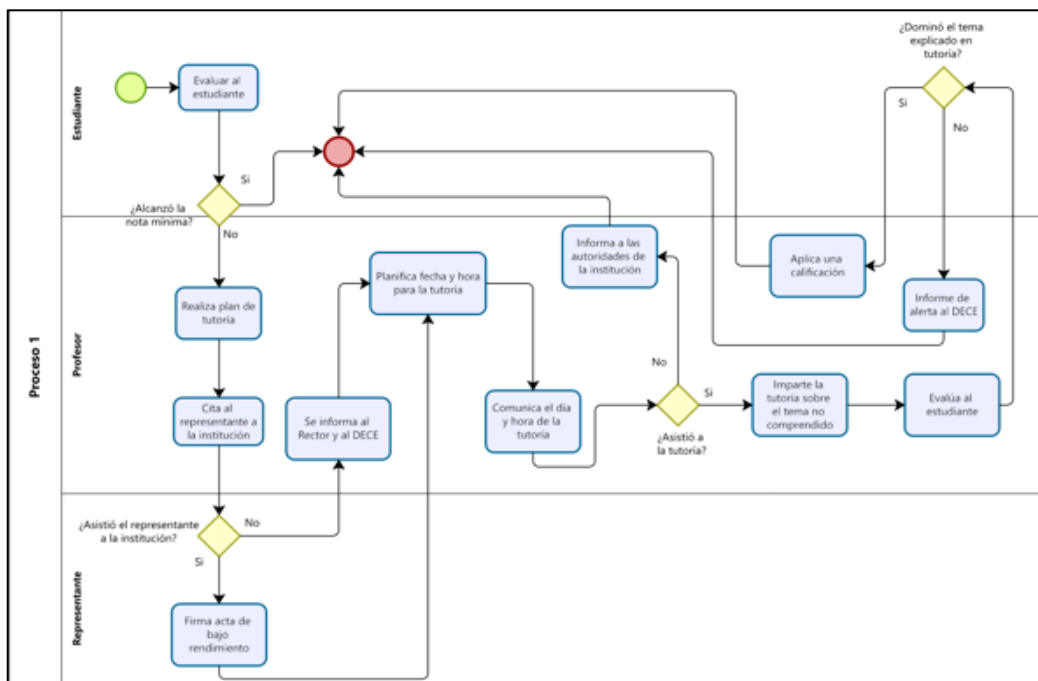 Proceso 1
Estudiante
Evaluar al
estudiante
¿Alcanzó la
nota mínima?
Si
No
¿Dominó el tema
explicado en
tutoría?
Si
No
Profesor
Realiza plan de
tutoría
Cita al
representante a
la institución
Se informa al
Rector y al DECE
Planifica fecha y hora
para la tutoría
Comunica el día
y hora de la
tutoría
Informa a las
autoridades de
la institución
No
Si
¿Asistió a
la tutoría?
Imparte la
tutoría sobre
el tema no
comprendido
Evalúa al
estudiante
Aplica una
calificación
Informe de
alerta al DECE
Representante
¿Asistió el representante
a la institución?
No
Si
Firma acta de
bajo
rendimiento